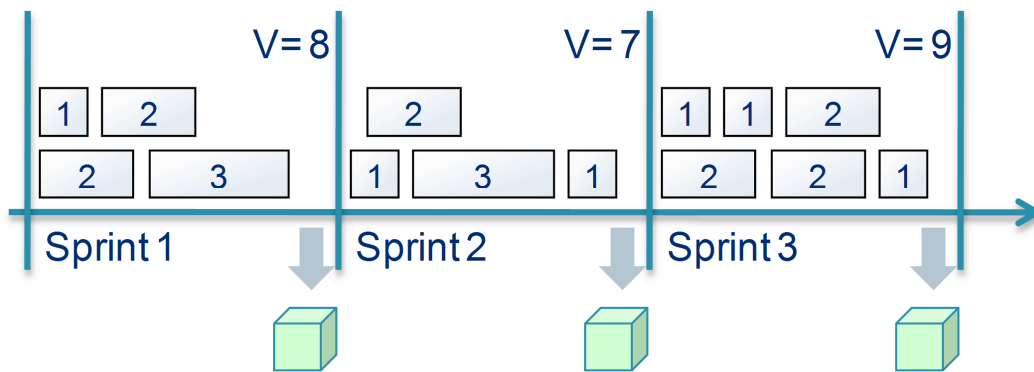 V= 8 V= 7 V= 9
1 2 2 1 1 2
2 3 1 3 1 2 2 1
Sprint 1 Sprint 2 Sprint 3